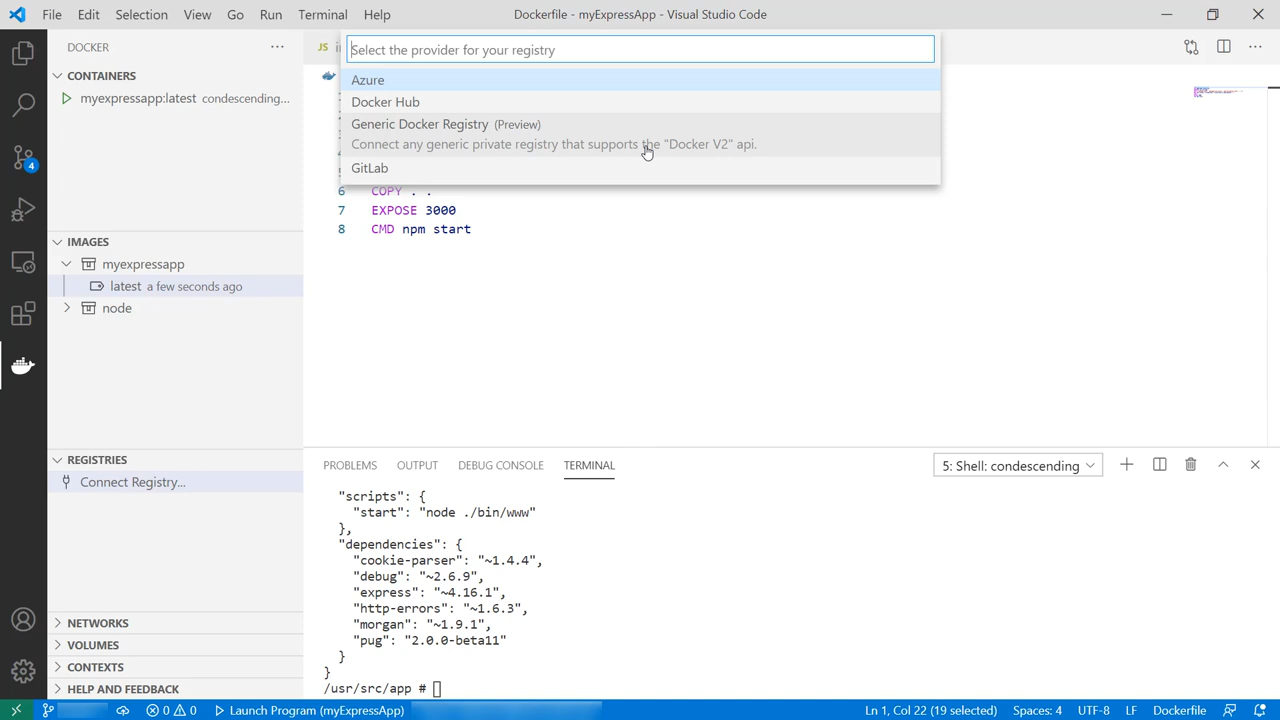 File Edit Selection View Go Run Terminal Help
Dockerfile - myExpressApp - Visual Studio Code
DOCKER
CONTAINERS
myexpressapp:latest condescending...
IMAGES
myexpressapp
latest a few seconds ago
node
REGISTRIES
Connect Registry...
NETWORKS
VOLUMES
CONTEXTS
HELP AND FEEDBACK
4
JS
Select the provider for your registry
Azure
Docker Hub
Generic Docker Registry (Preview)
Connect any generic private registry that supports the "Docker V2" api.
GitLab
6 COPY . .
7 EXPOSE 3000
8 CMD npm start
PROBLEMS OUTPUT DEBUG CONSOLE TERMINAL
5: Shell: condescending
"scripts": {
"start": "node ./bin/www"
},
"dependencies": {
"cookie-parser": "~1.4.4",
"debug": "~2.6.9",
"express": "~4.16.1",
"http-errors": "~1.6.3",
"morgan": "~1.9.1",
"pug": "2.0.0-beta11"
}
}
/usr/src/app #
0 0 Launch Program (myExpressApp)
Ln 1, Col 22 (19 selected) Spaces: 4 UTF-8 LF Dockerfile